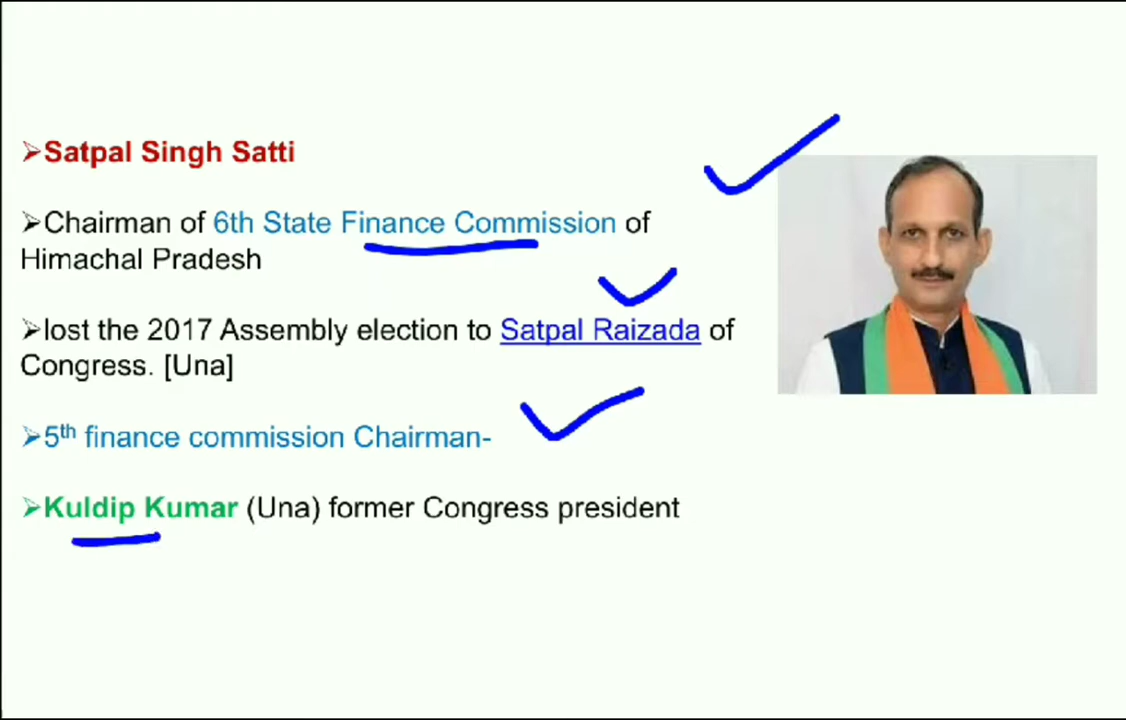 ➢Satpal Singh Satti
➢Chairman of 6th State Finance Commission of
Himachal Pradesh
➢lost the 2017 Assembly election to Satpal Raizada of
Congress. [Una]
➢5th finance commission Chairman-
➢Kuldip Kumar (Una) former Congress president